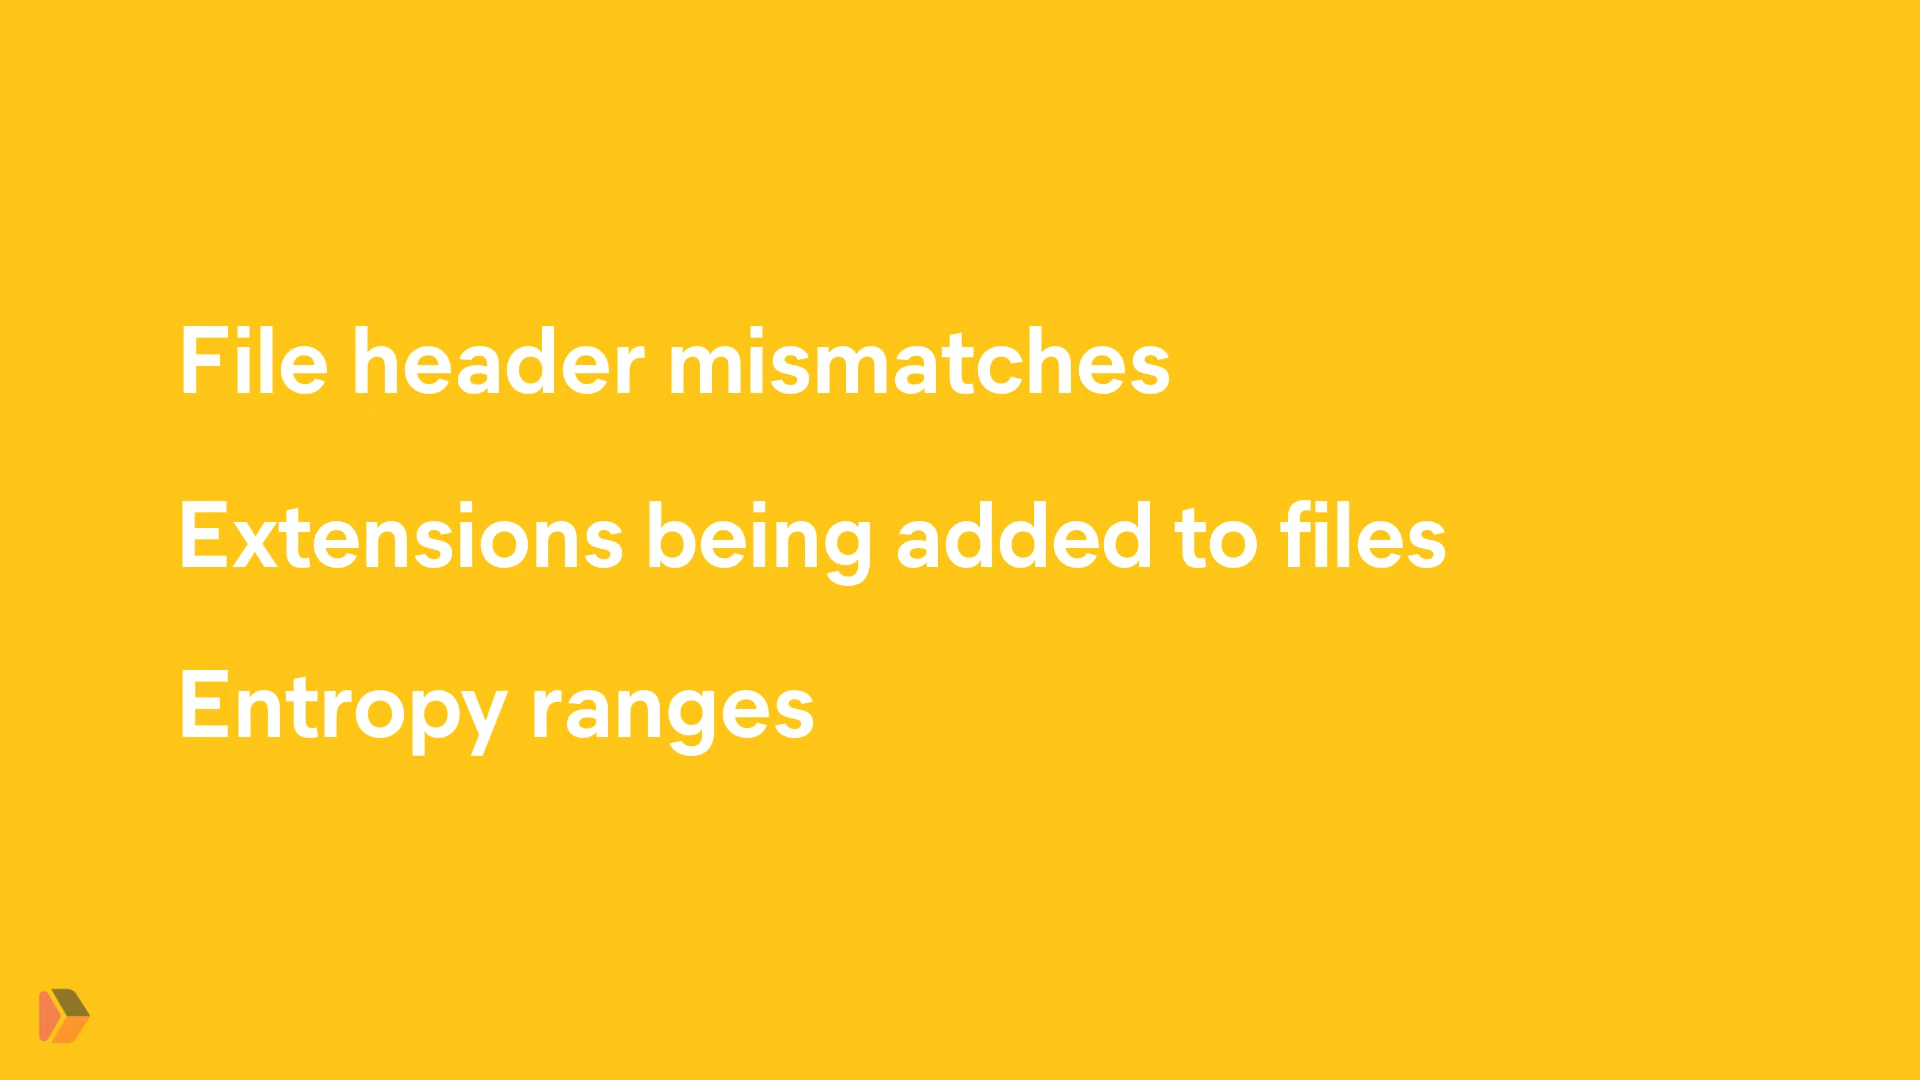 File header mismatches
Extensions being added to files
Entropy ranges